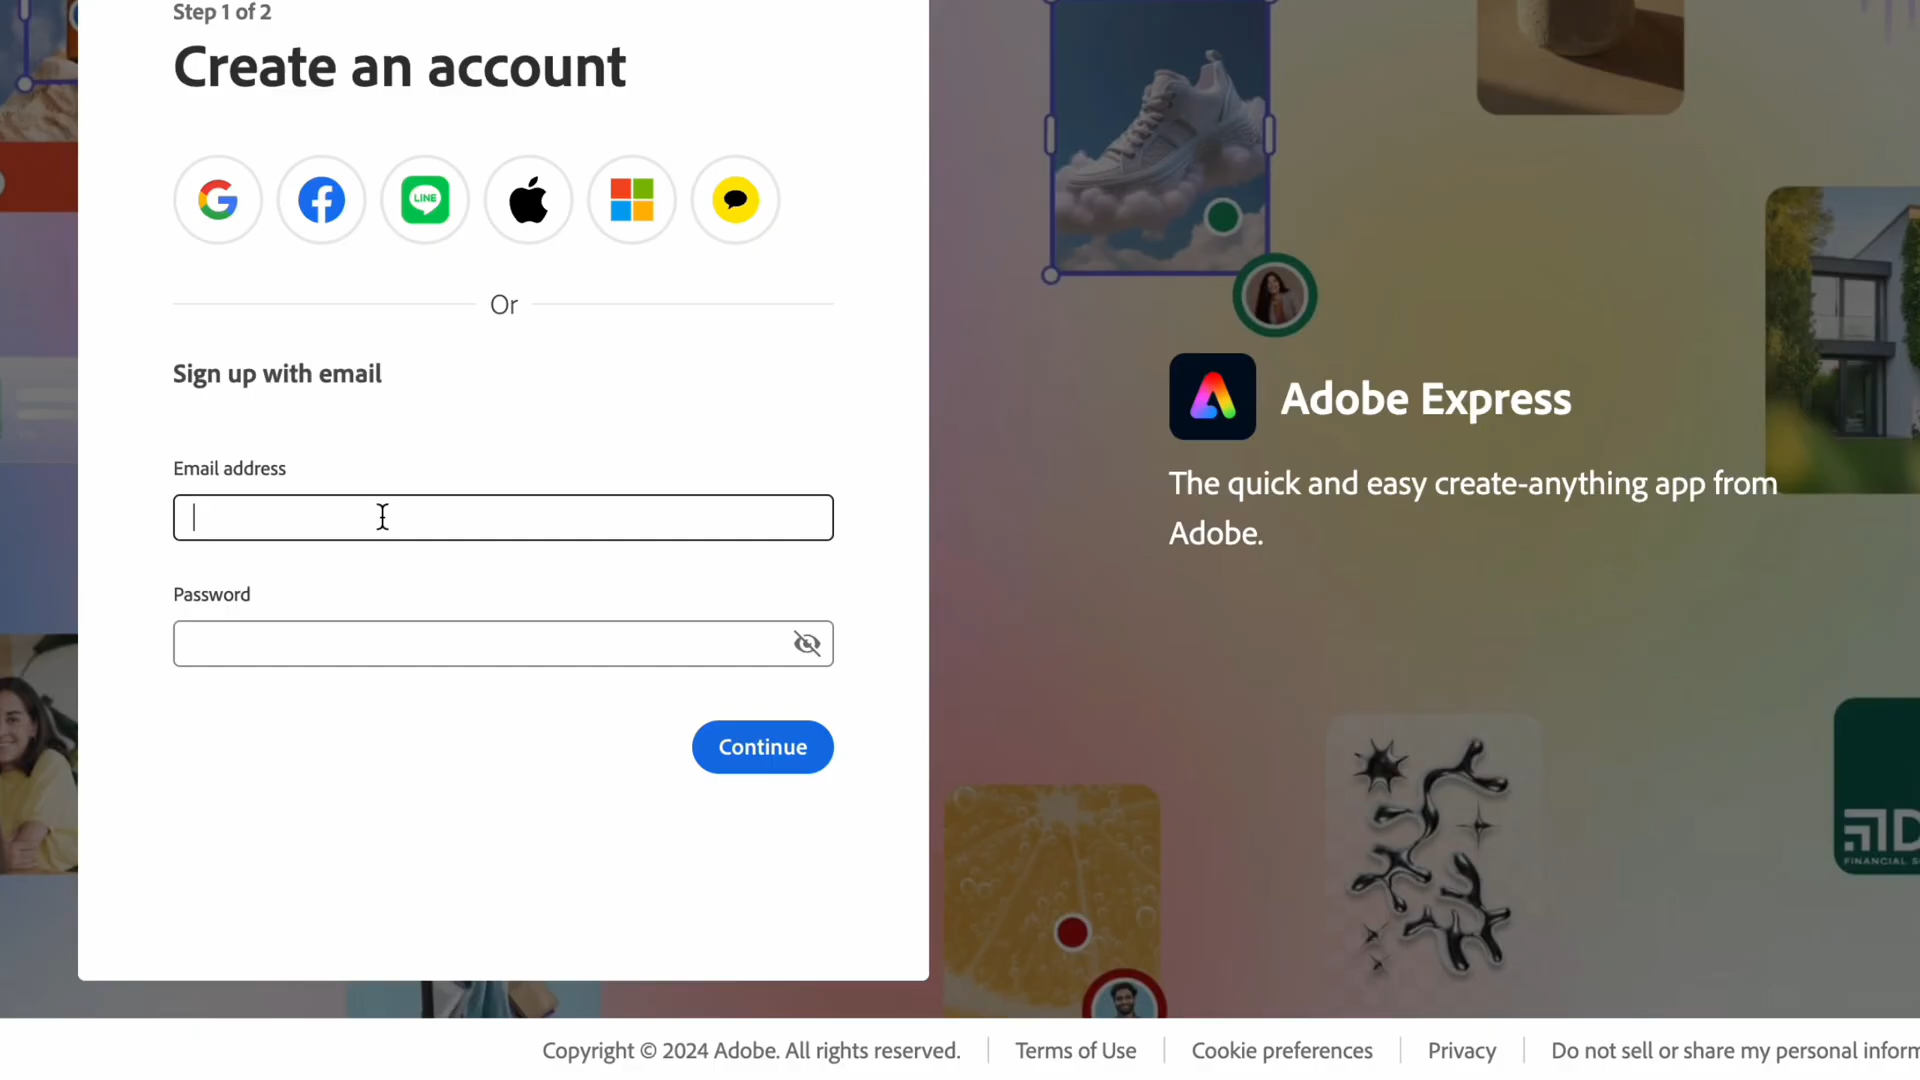 Step 1 of 2
Create an account
LINE
Or
Sign up with email
Email address
Password
Continue
Adobe Express
The quick and easy create-anything app from
Adobe.
FINANCIAL
Copyright © 2024 Adobe. All rights reserved.
Terms of Use
Cookie preferences
Privacy
Do not sell or share my personal